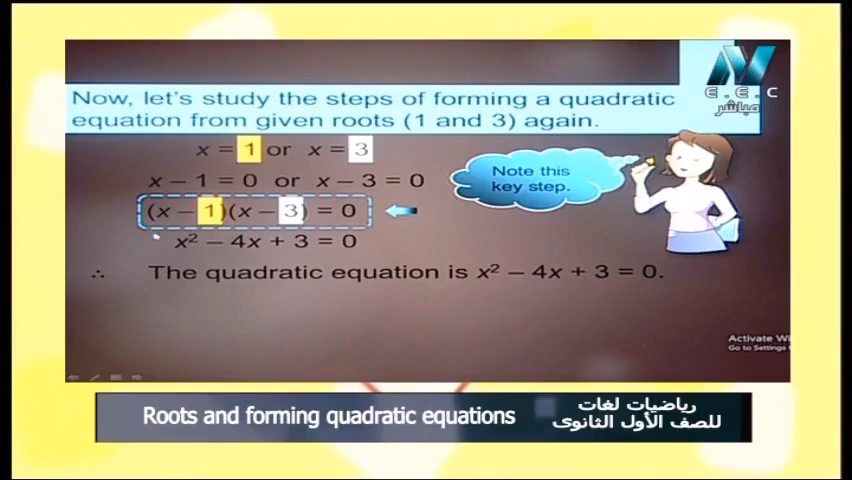 E.E.C
مباشر
Now, let's study the steps of forming a quadratic
equation from given roots (1 and 3) again.
x = 1 or x = 3
x – 1 = 0 or x – 3 = 0
(x – 1)(x – 3) = 0
x² – 4x + 3 = 0
Note this
key step.
∴ The quadratic equation is x² – 4x + 3 = 0.
Activate Wi
Go to Settings
Roots and forming quadratic equations
رياضيات لغات
للصف الأول الثانوى